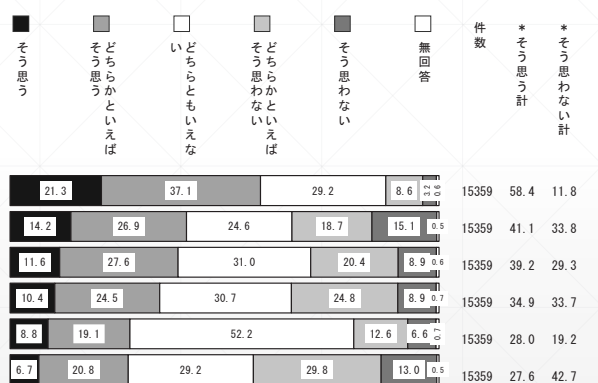 そう思う
どちらかといえば
そう思う
どちらともいえな
い
どちらかといえば
そう思わない
そう思わない
無回答
件数
*そう思う計
*そう思わない計
21.3 37.1 29.2 8.6 3.2 0.6 15359 58.4 11.8
14.2 26.9 24.6 18.7 15.1 0.5 15359 41.1 33.8
11.6 27.6 31.0 20.4 8.9 0.6 15359 39.2 29.3
10.4 24.5 30.7 24.8 8.9 0.7 15359 34.9 33.7
8.8 19.1 52.2 12.6 6.6 0.7 15359 28.0 19.2
6.7 20.8 29.2 29.8 13.0 0.5 15359 27.6 42.7